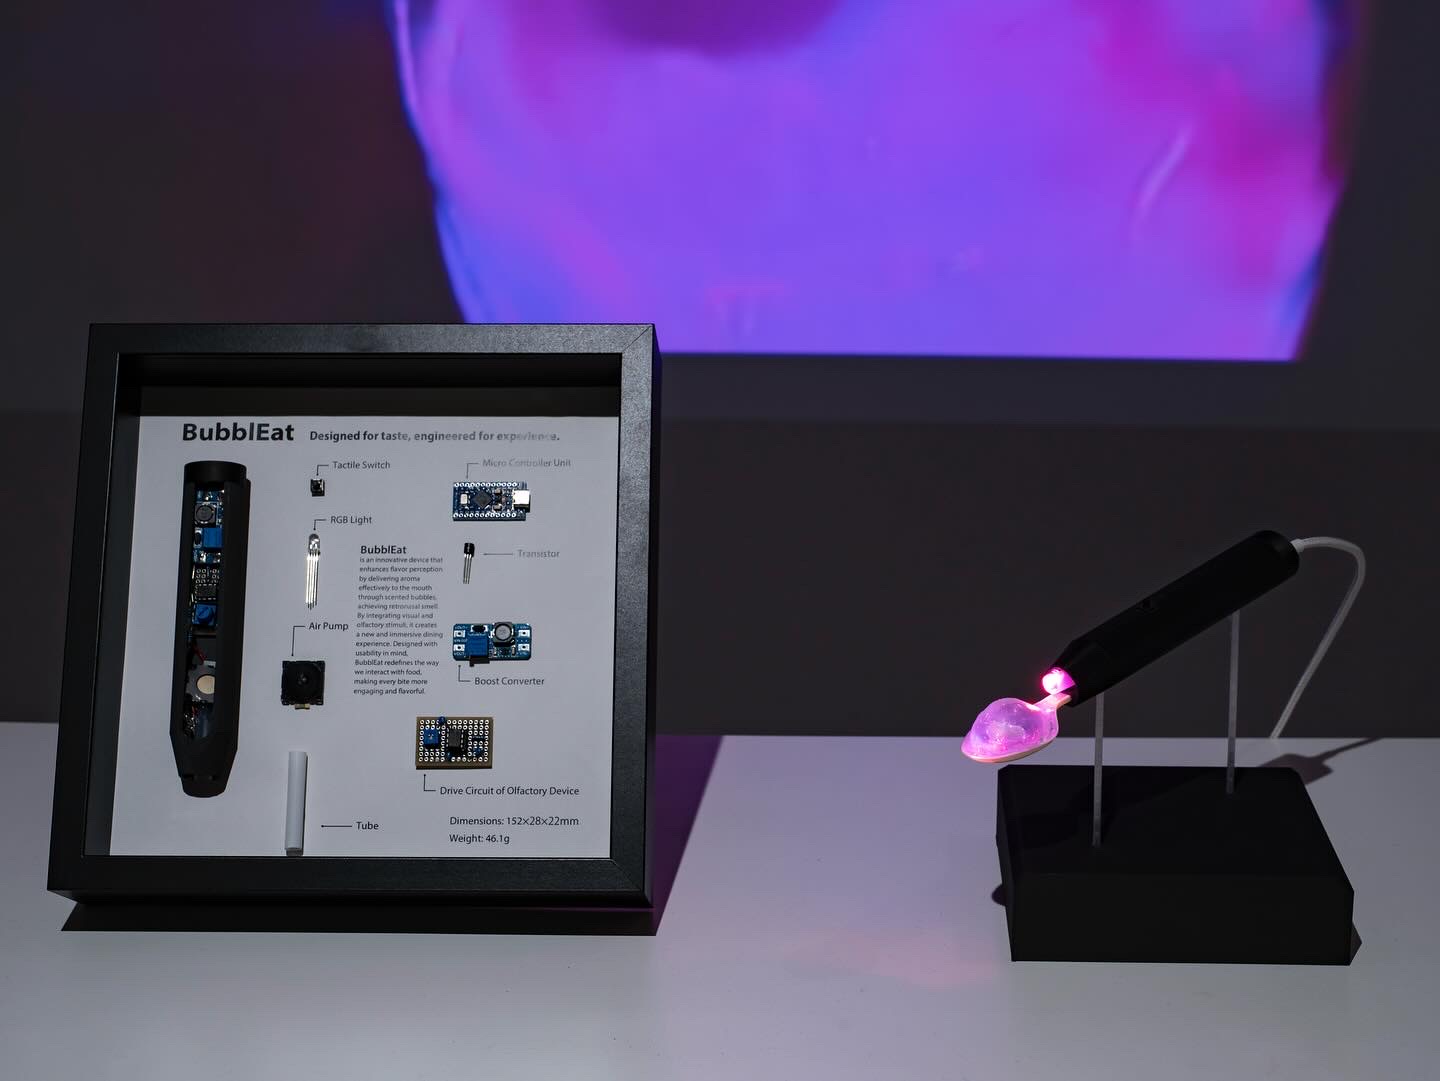 BubblEat Designed for taste, engineered for experience.
Tactile Switch
Micro Controller Unit
RGB Light
Transistor
BubblEat
is an innovative device that
enhances flavor perception
by delivering aroma
effectively to the mouth
through scented bubbles,
achieving retronasal smell.
By integrating visual and
olfactory stimuli, it creates
a new and immersive dining
experience. Designed with
usability in mind,
BubblEat redefines the way
we interact with food,
making every bite more
engaging and flavorful.
Air Pump
Boost Converter
Drive Circuit of Olfactory Device
Tube
Dimensions: 152×28×22mm
Weight: 46.1g